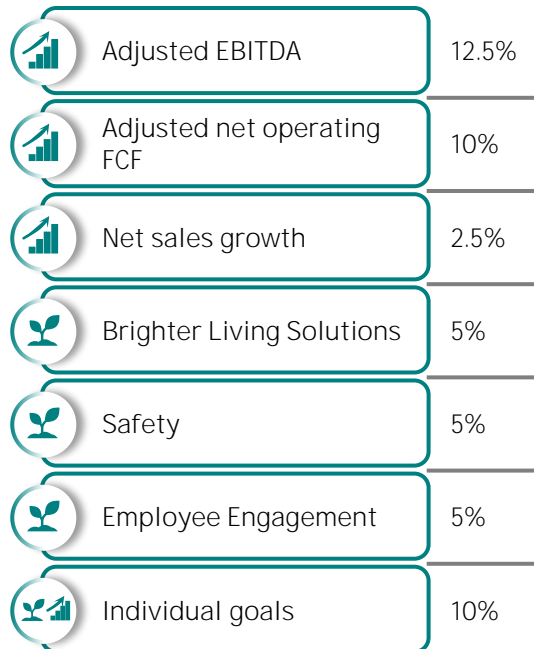 Adjusted EBITDA 12.5%
Adjusted net operating
FCF 10%
Net sales growth 2.5%
Brighter Living Solutions 5%
Safety 5%
Employee Engagement 5%
Individual goals 10%